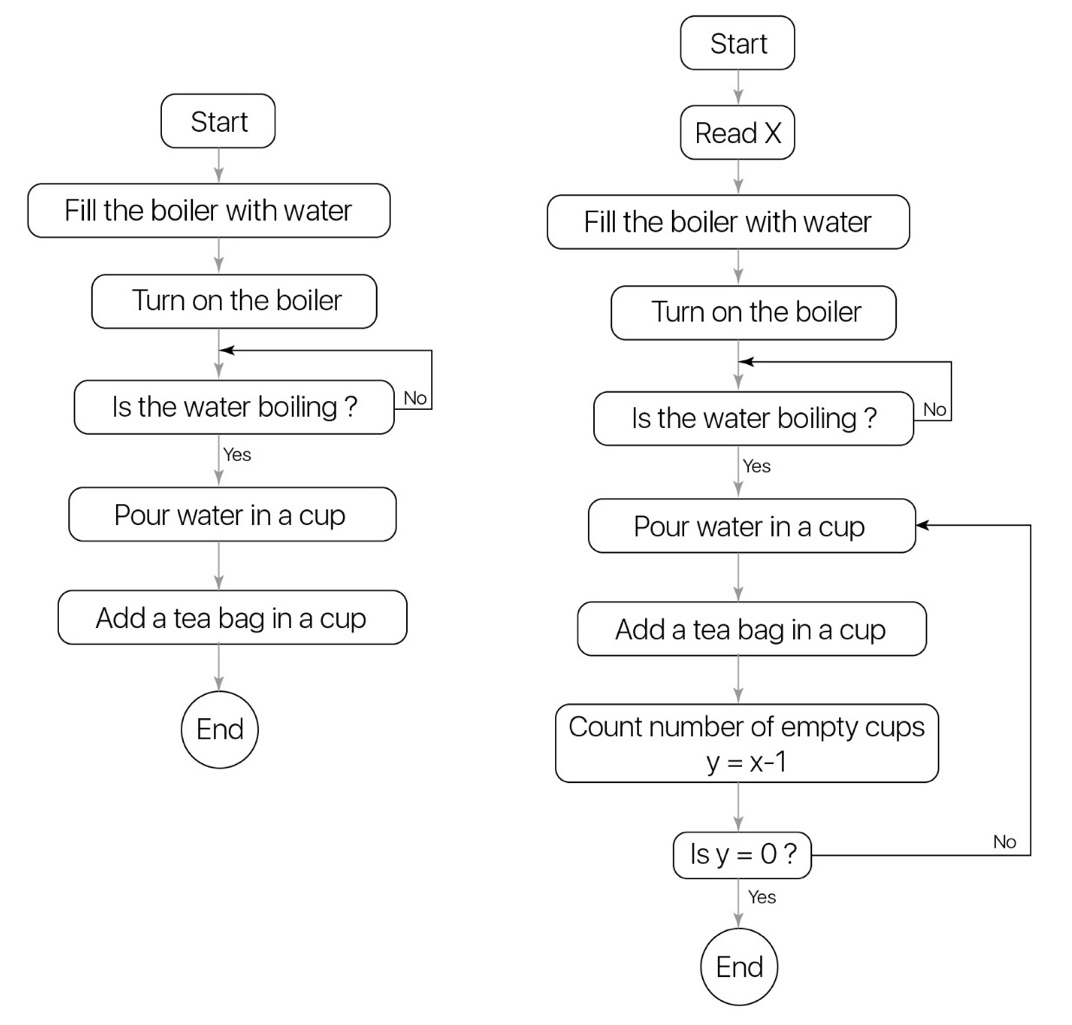 Start
Fill the boiler with water
Turn on the boiler
Is the water boiling ?
No
Yes
Pour water in a cup
Add a tea bag in a cup
End
Start
Read X
Fill the boiler with water
Turn on the boiler
Is the water boiling ?
No
Yes
Pour water in a cup
Add a tea bag in a cup
Count number of empty cups
y = x-1
Is y = 0 ?
No
Yes
End